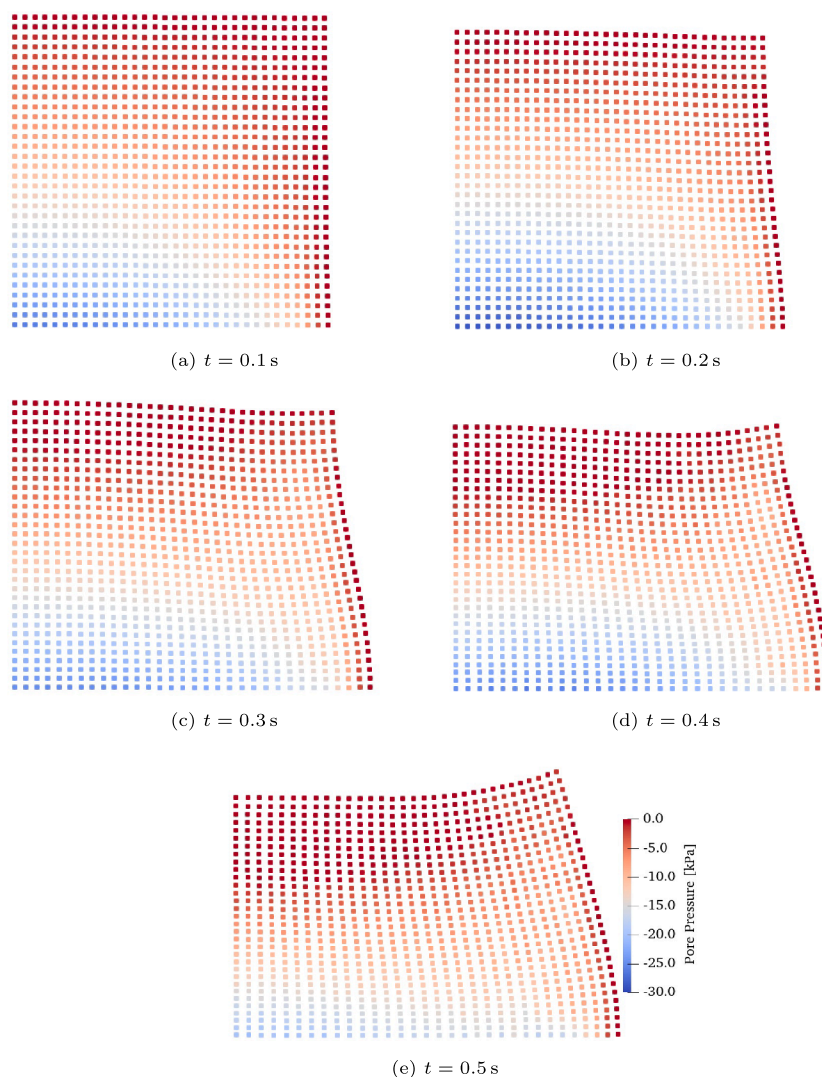 (a) t = 0.1 s
(b) t = 0.2 s
(c) t = 0.3 s
(d) t = 0.4 s
0.0
-5.0
-10.0
-15.0
-20.0
-25.0
-30.0
Pore Pressure [kPa]
(e) t = 0.5 s